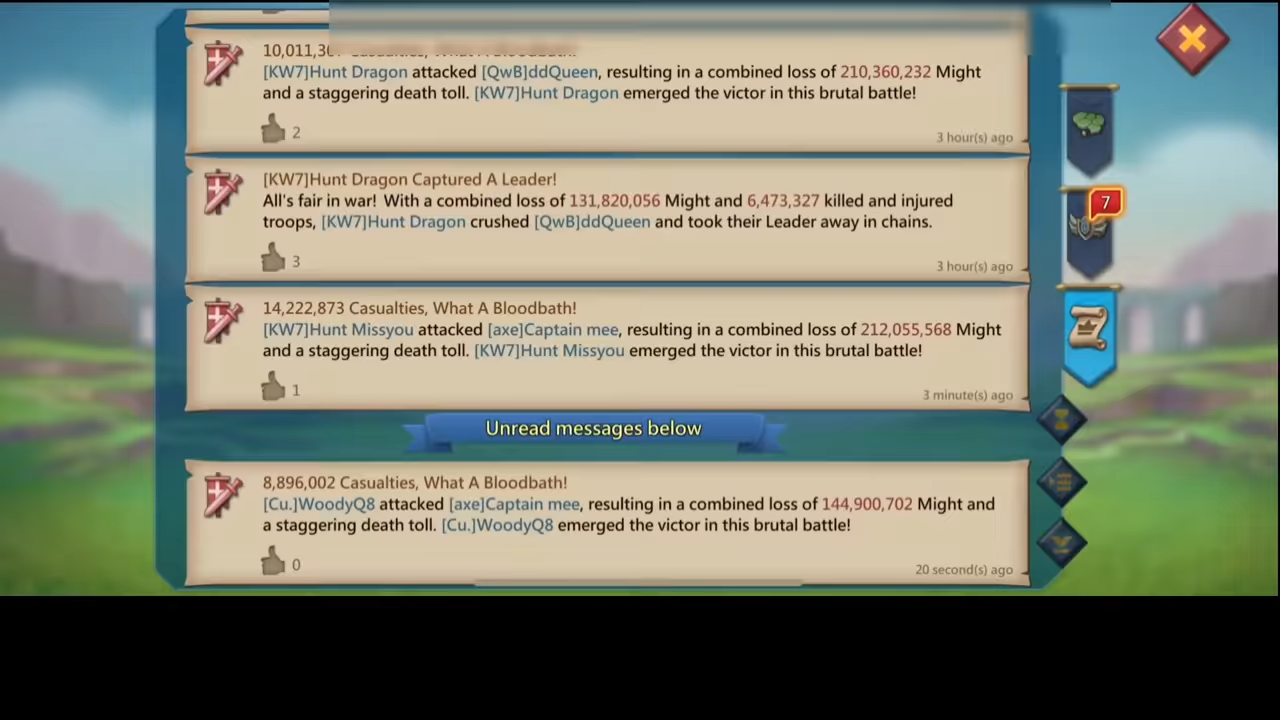 10,011,30 Casualties, What A Bloodbath!
[KW7]Hunt Dragon attacked [QwB]ddQueen, resulting in a combined loss of 210,360,232 Might
and a staggering death toll. [KW7]Hunt Dragon emerged the victor in this brutal battle!
2
3 hour(s) ago
[KW7]Hunt Dragon Captured A Leader!
All's fair in war! With a combined loss of 131,820,056 Might and 6,473,327 killed and injured
troops, [KW7]Hunt Dragon crushed [QwB]ddQueen and took their Leader away in chains.
3
3 hour(s) ago
7
14,222,873 Casualties, What A Bloodbath!
[KW7]Hunt Missyou attacked [axe]Captain mee, resulting in a combined loss of 212,055,568 Might
and a staggering death toll. [KW7]Hunt Missyou emerged the victor in this brutal battle!
1
3 minute(s) ago
Unread messages below
8,896,002 Casualties, What A Bloodbath!
[Cu.]WoodyQ8 attacked [axe]Captain mee, resulting in a combined loss of 144,900,702 Might and
a staggering death toll. [Cu.]WoodyQ8 emerged the victor in this brutal battle!
0
20 second(s) ago